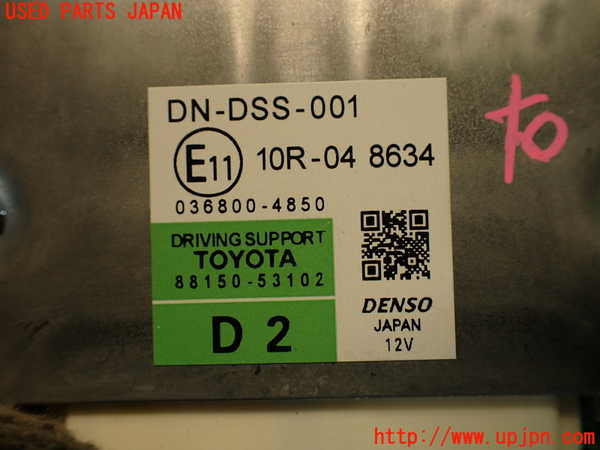 USED PARTS JAPAN
DN-DSS-001
E11 10R-04 8634
036800-4850
DRIVING SUPPORT
TOYOTA
88150-53102
D2
DENSO
JAPAN
12V
to
http://www.upjpn.com/